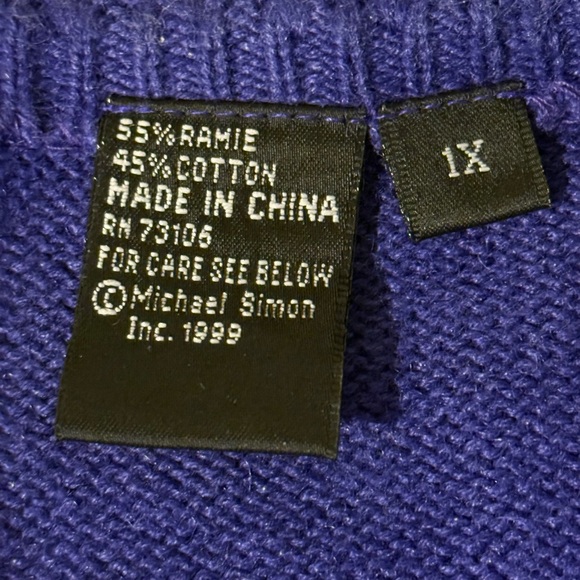 55% RAMIE
45% COTTON
MADE IN CHINA
RN 73106
FOR CARE SEE BELOW
©Michael Simon
Inc. 1999
1X